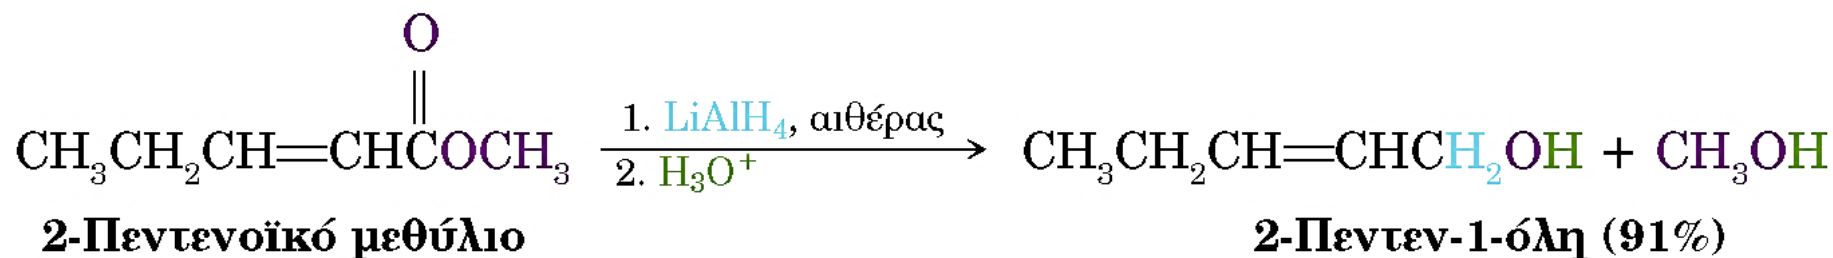 O
CH₃CH₂CH=CHCOCH₃
1. LiAlH₄, αιθέρας
2. H₃O⁺
CH₃CH₂CH=CHCH₂OH + CH₃OH
2-Πεντενοϊκό μεθύλιο
2-Πεντεν-1-όλη (91%)